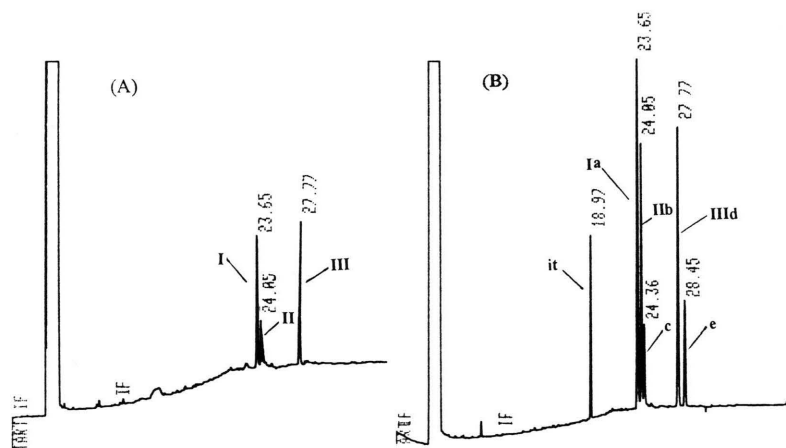 (A)
I
23.65
24.05
II
27.77
III
IF
(B)
it
18.97
Ia
23.65
24.05
IIb
24.36
c
27.77
IIId
28.45
e
IF